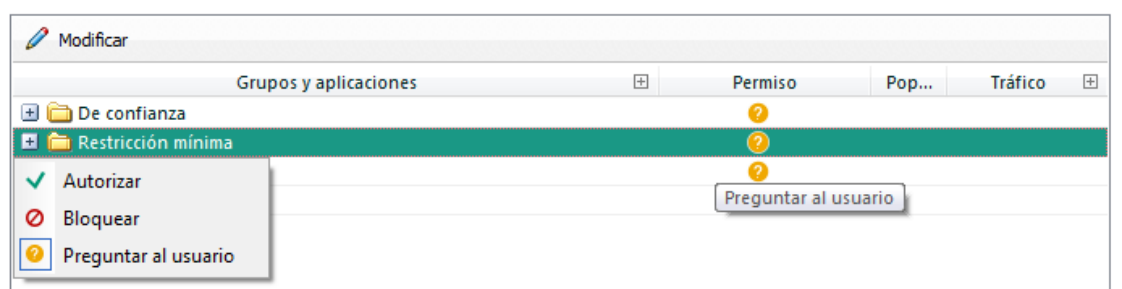 Modificar
Grupos y aplicaciones Permiso Pop... Tráfico
De confianza
Restricción mínima
Autorizar
Preguntar al usuario
Bloquear
Preguntar al usuario